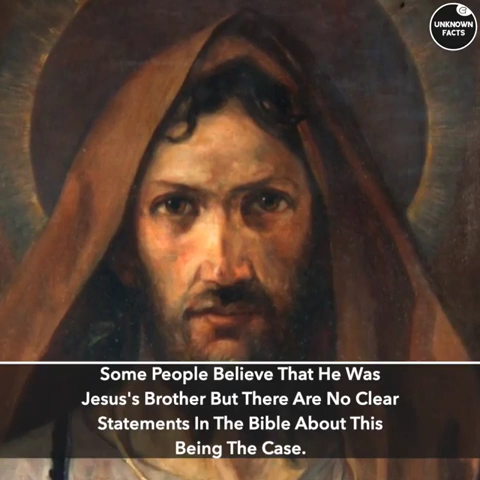 UNKNOWN
FACTS
Some People Believe That He Was
Jesus's Brother But There Are No Clear
Statements In The Bible About This
Being The Case.